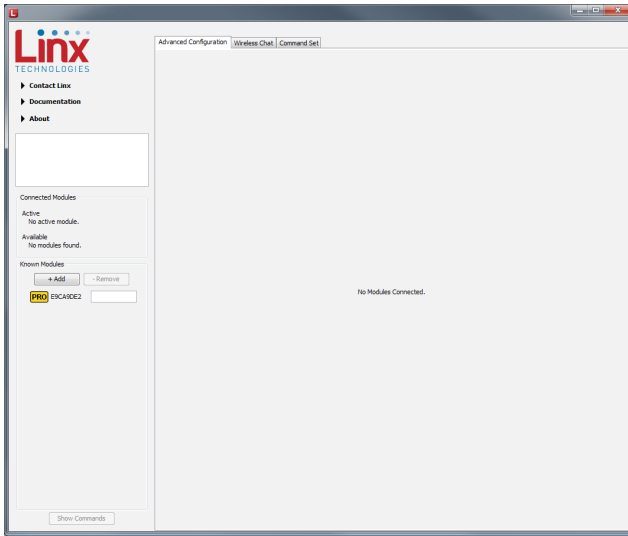 L
Linx
TECHNOLOGIES
Contact Linx
Documentation
About
Connected Modules
Active
No active module.
Available
No modules found.
Known Modules
+ Add
- Remove
PRO E9CA9DE2
Show Commands
Advanced Configuration
Wireless Chat
Command Set
No Modules Connected.